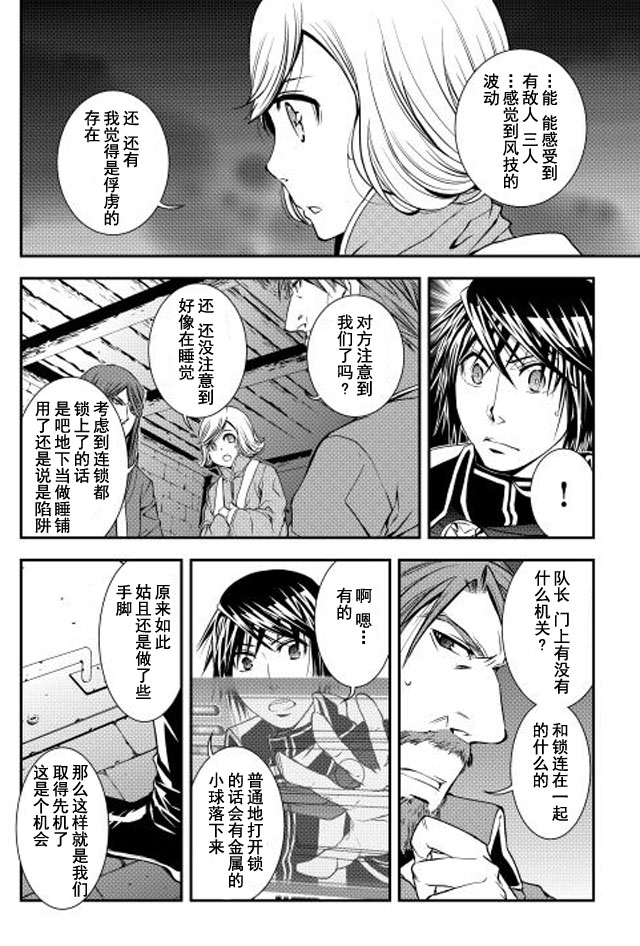 …能 能感受到
有敌人 三人
…感觉到风技的
波动
还 还有
我觉得是俘虏的
存在
！
对方注意到
我们了吗？
还 还没注意到
好像在睡觉
考虑到连锁都
锁上了的话
是吧地下当做睡铺
用了还是说是陷阱
队长 门上有没有
什么机关？
和锁连在一起
的什么的
啊 嗯…
有的
普通地打开锁
的话会有金属的
小球落下来
原来如此
姑且还是做了些
手脚
那么这样就是我们
取得先机了
这是个机会